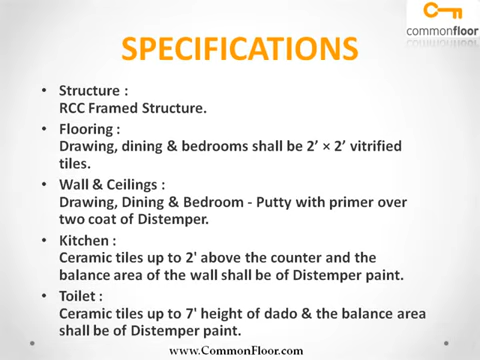 commonfloor
SPECIFICATIONS
• Structure :
RCC Framed Structure.
• Flooring :
Drawing, dining & bedrooms shall be 2’ × 2’ vitrified
tiles.
• Wall & Ceilings :
Drawing, Dining & Bedroom - Putty with primer over
two coat of Distemper.
• Kitchen :
Ceramic tiles up to 2' above the counter and the
balance area of the wall shall be of Distemper paint.
• Toilet :
Ceramic tiles up to 7' height of dado & the balance area
shall be of Distemper paint.
www.CommonFloor.com